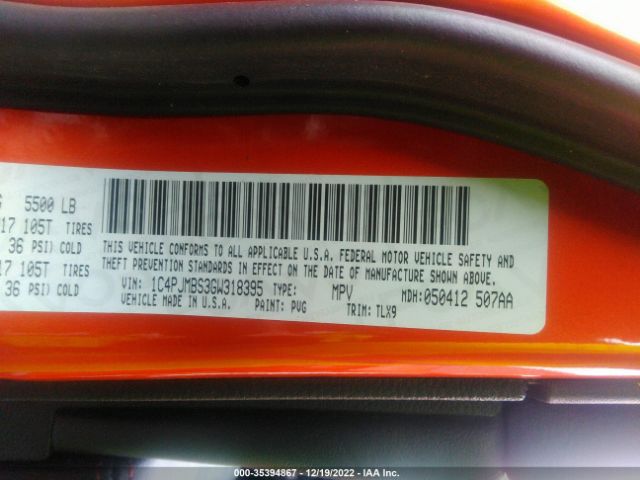 G 5500 LB
17 105T TIRES
36 PSI) COLD
17 105T TIRES
36 PSI) COLD
THIS VEHICLE CONFORMS TO ALL APPLICABLE U.S.A. FEDERAL MOTOR VEHICLE SAFETY AND
THEFT PREVENTION STANDARDS IN EFFECT ON THE DATE OF MANUFACTURE SHOWN ABOVE.
VIN: 1C4PJMBS3GW318395 TYPE: MPV MDH:050412 507AA
VEHICLE MADE IN U.S.A. PAINT: PVG TRIM: TLX9
000-35394867 - 12/19/2022 - IAA Inc.